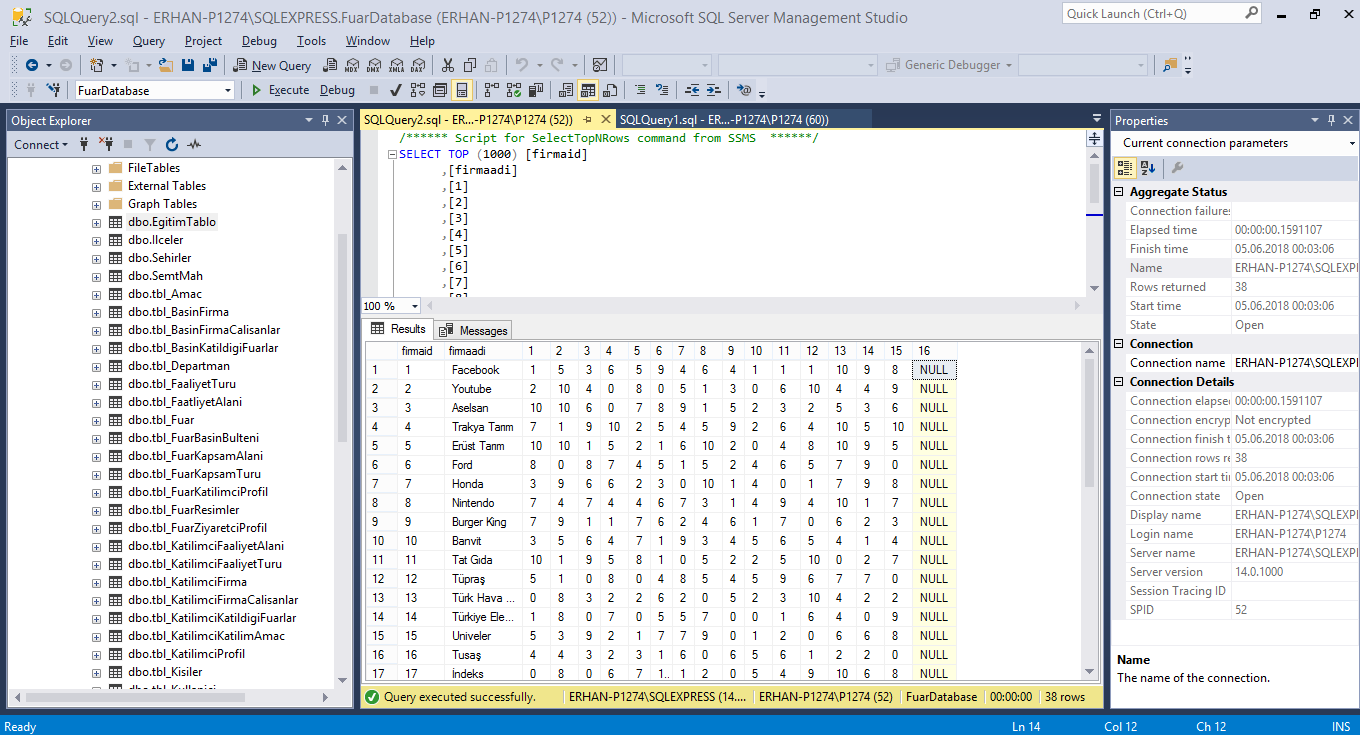 SQLQuery2.sql - ERHAN-P1274\SQLEXPRESS.FuarDatabase (ERHAN-P1274\P1274 (52)) - Microsoft SQL Server Management Studio
Quick Launch (Ctrl+Q)
File Edit View Query Project Debug Tools Window Help
New Query MDX DMX XMLA DAX Generic Debugger
FuarDatabase Execute Debug
Object Explorer
Connect
FileTables
External Tables
Graph Tables
dbo.EgitimTablo
dbo.Ilceler
dbo.Sehirler
dbo.SemtMah
dbo.tbl_Amac
dbo.tbl_BasinFirma
dbo.tbl_BasinFirmaCalisanlar
dbo.tbl_BasinKatildigiFuarlar
dbo.tbl_Departman
dbo.tbl_FaaliyetTuru
dbo.tbl_FaatliyetAlani
dbo.tbl_Fuar
dbo.tbl_FuarBasinBulteni
dbo.tbl_FuarKapsamAlani
dbo.tbl_FuarKapsamTuru
dbo.tbl_FuarKatilimciProfil
dbo.tbl_FuarResimler
dbo.tbl_FuarZiyaretciProfil
dbo.tbl_KatilimciFaaliyetAlani
dbo.tbl_KatilimciFaaliyetTuru
dbo.tbl_KatilimciFirma
dbo.tbl_KatilimciFirmaCalisanlar
dbo.tbl_KatilimciKatildigiFuarlar
dbo.tbl_KatilimciKatilimAmac
dbo.tbl_KatilimciProfil
dbo.tbl_Kisiler
SQLQuery2.sql - ER...-P1274\P1274 (52)) SQLQuery1.sql - ER...-P1274\P1274 (60))
/****** Script for SelectTopNRows command from SSMS ******/
SELECT TOP (1000) [firmaid]
,[firmaadi]
,[1]
,[2]
,[3]
,[4]
,[5]
,[6]
,[7]
100 %
Results Messages
firmaid firmaadi 1 2 3 4 5 6 7 8 9 10 11 12 13 14 15 16
1 1 Facebook 1 5 3 6 5 9 4 6 4 1 1 1 10 9 8 NULL
2 2 Youtube 2 10 4 0 8 0 5 1 3 0 6 10 4 4 9 NULL
3 3 Aselsan 10 10 6 0 7 8 9 1 5 2 3 2 5 3 6 NULL
4 4 Trakya Tarım 7 1 9 10 2 5 4 5 9 2 6 4 10 5 10 NULL
5 5 Erüst Tarım 10 10 1 5 2 1 6 10 2 0 4 8 10 9 5 NULL
6 6 Ford 8 0 8 7 4 5 1 5 2 4 6 5 7 9 0 NULL
7 7 Honda 3 9 6 6 2 3 0 10 1 4 0 1 7 9 8 NULL
8 8 Nintendo 7 4 7 4 4 6 7 3 1 4 9 4 10 1 7 NULL
9 9 Burger King 7 9 1 1 7 6 2 4 6 1 7 0 6 2 3 NULL
10 10 Banvit 3 5 6 4 7 1 9 3 4 5 6 5 4 1 4 NULL
11 11 Tat Gıda 10 1 9 5 8 1 0 5 2 2 5 10 0 2 7 NULL
12 12 Tüpraş 5 1 0 8 0 4 8 5 4 5 9 6 7 7 0 NULL
13 13 Türk Hava ... 0 8 3 2 2 6 2 0 5 2 3 10 4 2 2 NULL
14 14 Türkiye Ele... 1 8 0 7 0 5 5 7 0 0 1 6 4 0 9 NULL
15 15 Univeler 5 3 9 2 1 7 7 9 0 1 2 0 6 6 8 NULL
16 16 Tusaş 4 4 3 2 3 1 6 0 6 5 6 1 2 2 0 NULL
17 17 İndeks 0 8 0 6 7 1.. 1 2 0 5 4 9 10 6 8 NULL
Query executed successfully. ERHAN-P1274\SQLEXPRESS (14.... ERHAN-P1274\P1274 (52) FuarDatabase 00:00:00 38 rows
Properties
Current connection parameters
Aggregate Status
Connection failures
Elapsed time 00:00:00.1591107
Finish time 05.06.2018 00:03:06
Name ERHAN-P1274\SQLEXPI
Rows returned 38
Start time 05.06.2018 00:03:06
State Open
Connection
Connection name ERHAN-P1274\SQLEXPI
Connection Details
Connection elapse 00:00:00.1591107
Connection encryp Not encrypted
Connection finish t 05.06.2018 00:03:06
Connection rows re 38
Connection start tir 05.06.2018 00:03:06
Connection state Open
Display name ERHAN-P1274\SQLEXPI
Login name ERHAN-P1274\P1274
Server name ERHAN-P1274\SQLEXPI
Server version 14.0.1000
Session Tracing ID
SPID 52
Name
The name of the connection.
Ready Ln 14 Col 12 Ch 12 INS